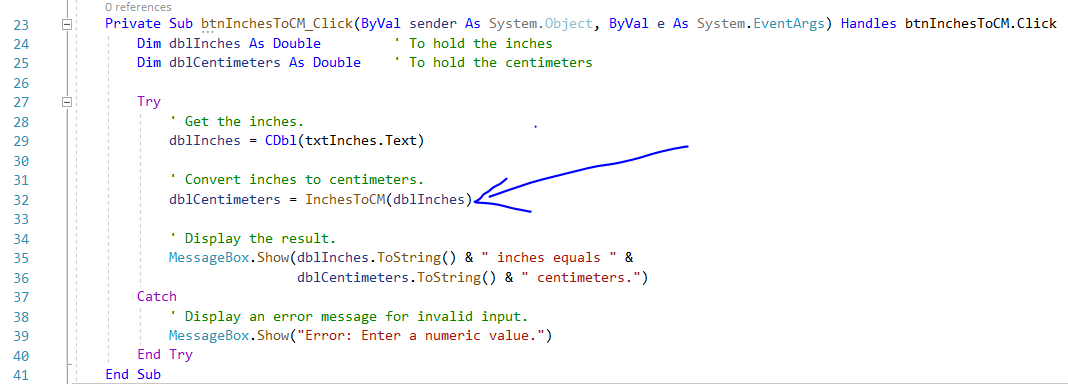 0 references
23 Private Sub btnInchesToCM_Click(ByVal sender As System.Object, ByVal e As System.EventArgs) Handles btnInchesToCM.Click
24 Dim dblInches As Double ' To hold the inches
25 Dim dblCentimeters As Double ' To hold the centimeters
26
27 Try
28 ' Get the inches.
29 dblInches = CDbl(txtInches.Text)
30
31 ' Convert inches to centimeters.
32 dblCentimeters = InchesToCM(dblInches)
33
34 ' Display the result.
35 MessageBox.Show(dblInches.ToString() & " inches equals " &
36 dblCentimeters.ToString() & " centimeters.")
37 Catch
38 ' Display an error message for invalid input.
39 MessageBox.Show("Error: Enter a numeric value.")
40 End Try
41 End Sub